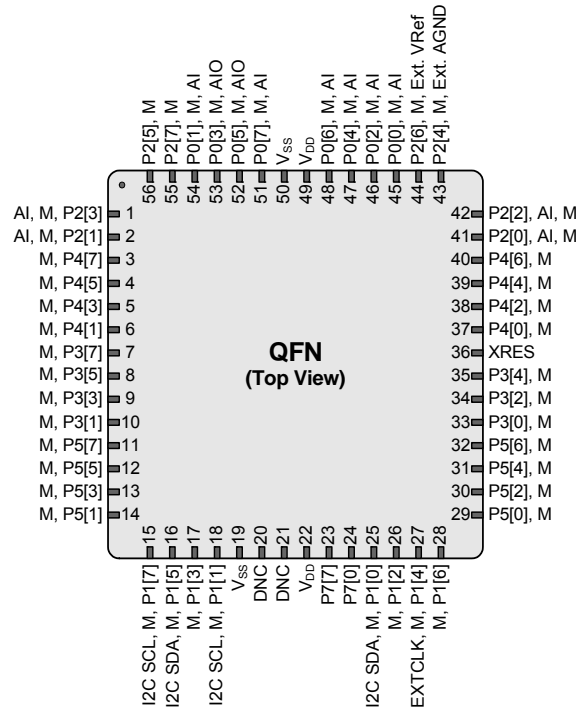 P2[5], M
P2[7], M
P0[1], M, AI
P0[3], M, AIO
P0[5], M, AIO
P0[7], M, AI
VSS
VDD
P0[6], M, AI
P0[4], M, AI
P0[2], M, AI
P0[0], M, AI
P2[6], M, Ext. VRef
P2[4], M, Ext. AGND
56
55
54
53
52
51
50
49
48
47
46
45
44
43
AI, M, P2[3] 1
AI, M, P2[1] 2
M, P4[7] 3
M, P4[5] 4
M, P4[3] 5
M, P4[1] 6
M, P3[7] 7
M, P3[5] 8
M, P3[3] 9
M, P3[1] 10
M, P5[7] 11
M, P5[5] 12
M, P5[3] 13
M, P5[1] 14
QFN
(Top View)
42 P2[2], AI, M
41 P2[0], AI, M
40 P4[6], M
39 P4[4], M
38 P4[2], M
37 P4[0], M
36 XRES
35 P3[4], M
34 P3[2], M
33 P3[0], M
32 P5[6], M
31 P5[4], M
30 P5[2], M
29 P5[0], M
15
16
17
18
19
20
21
22
23
24
25
26
27
28
I2C SCL, M, P1[7]
I2C SDA, M, P1[5]
M, P1[3]
I2C SCL, M, P1[1]
VSS
DNC
DNC
VDD
P7[7]
P7[0]
I2C SDA, M, P1[0]
M, P1[2]
EXTCLK, M, P1[4]
M, P1[6]